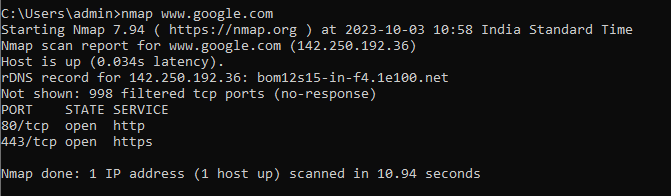 C:\Users\admin>nmap www.google.com
Starting Nmap 7.94 ( https://nmap.org ) at 2023-10-03 10:58 India Standard Time
Nmap scan report for www.google.com (142.250.192.36)
Host is up (0.034s latency).
rDNS record for 142.250.192.36: bom12s15-in-f4.1e100.net
Not shown: 998 filtered tcp ports (no-response)
PORT    STATE SERVICE
80/tcp  open  http
443/tcp open  https
Nmap done: 1 IP address (1 host up) scanned in 10.94 seconds